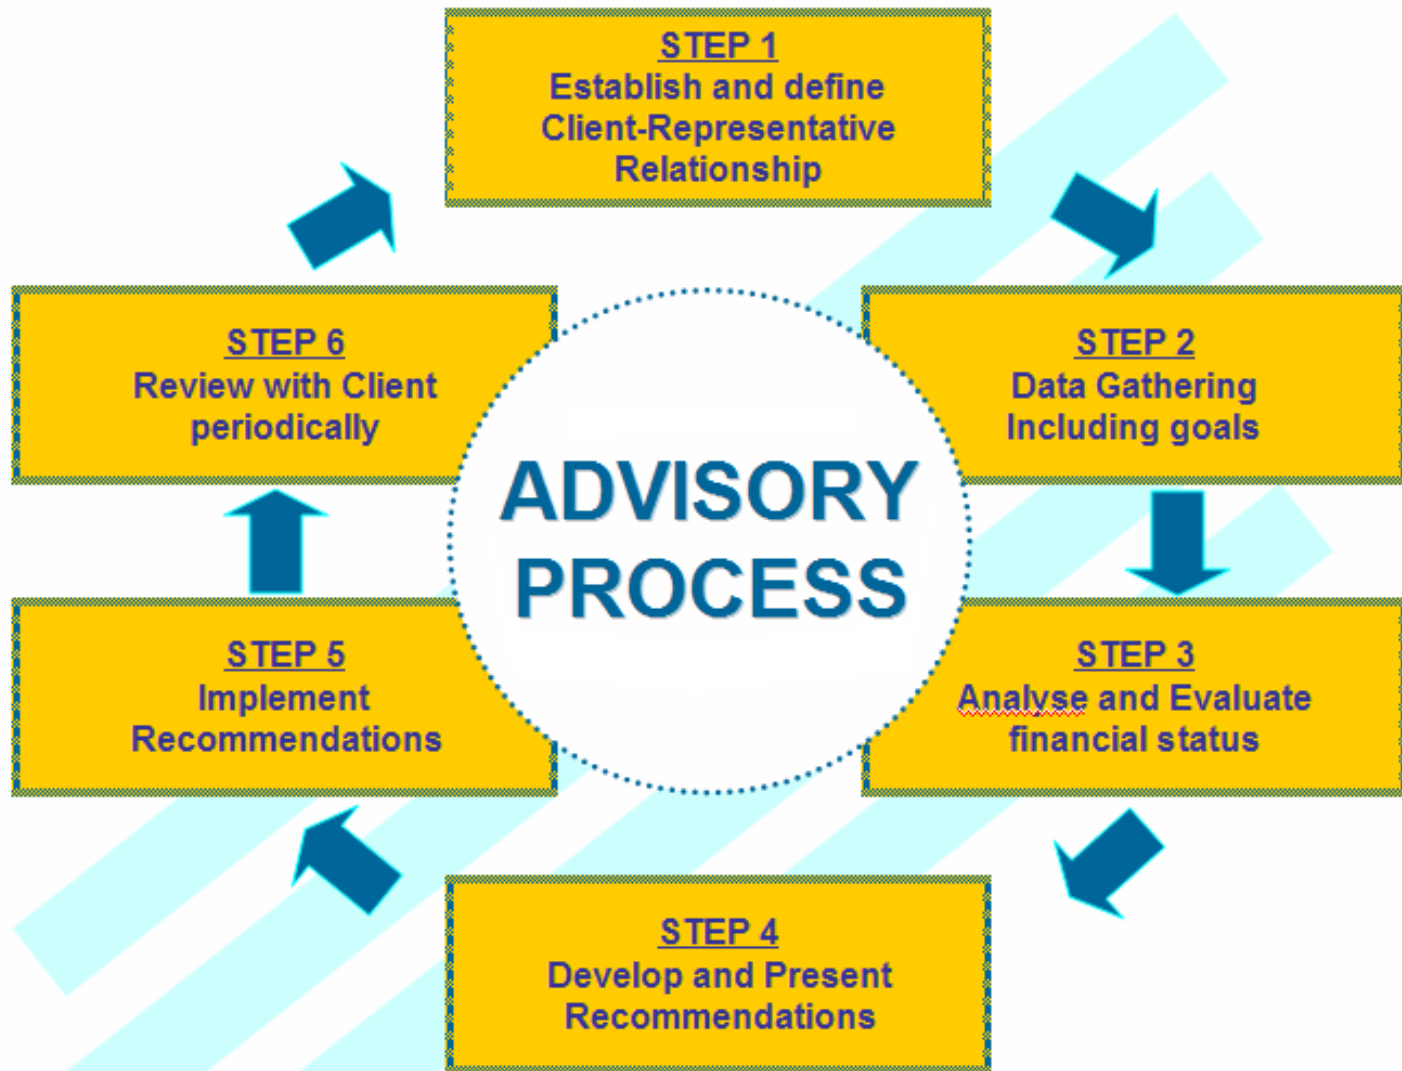 STEP 1
Establish and define
Client-Representative
Relationship
STEP 6
Review with Client
periodically
STEP 2
Data Gathering
Including goals
ADVISORY
PROCESS
STEP 5
Implement
Recommendations
STEP 3
Analyse and Evaluate
financial status
STEP 4
Develop and Present
Recommendations